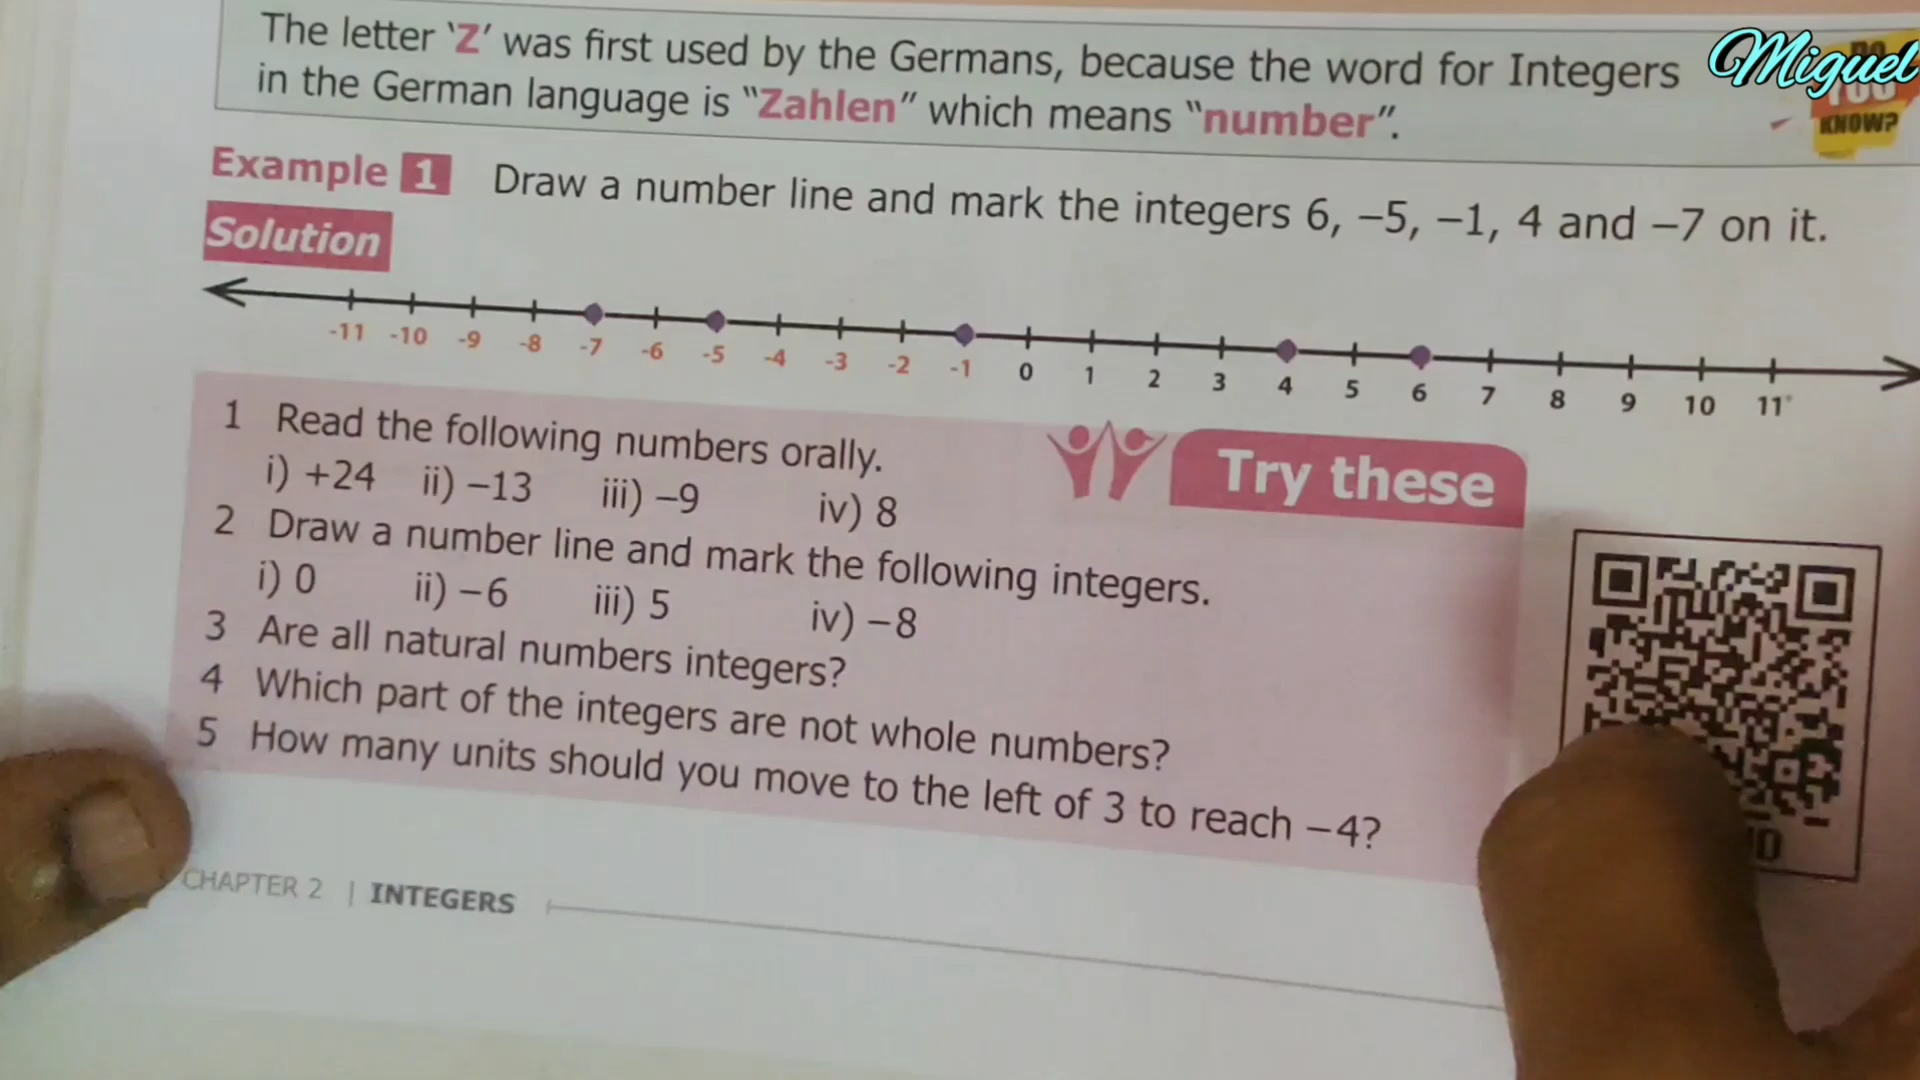 The letter ‘Z’ was first used by the Germans, because the word for Integers
in the German language is “Zahlen” which means “number”.
Miguel
YOU
KNOW?
Example 1 Draw a number line and mark the integers 6, –5, –1, 4 and –7 on it.
Solution
-11 -10 -9 -8 -7 -6 -5 -4 -3 -2 -1 0 1 2 3 4 5 6 7 8 9 10 11
Try these
1 Read the following numbers orally.
i) +24 ii) –13 iii) –9 iv) 8
2 Draw a number line and mark the following integers.
i) 0 ii) –6 iii) 5 iv) –8
3 Are all natural numbers integers?
4 Which part of the integers are not whole numbers?
5 How many units should you move to the left of 3 to reach –4?
CHAPTER 2 | INTEGERS